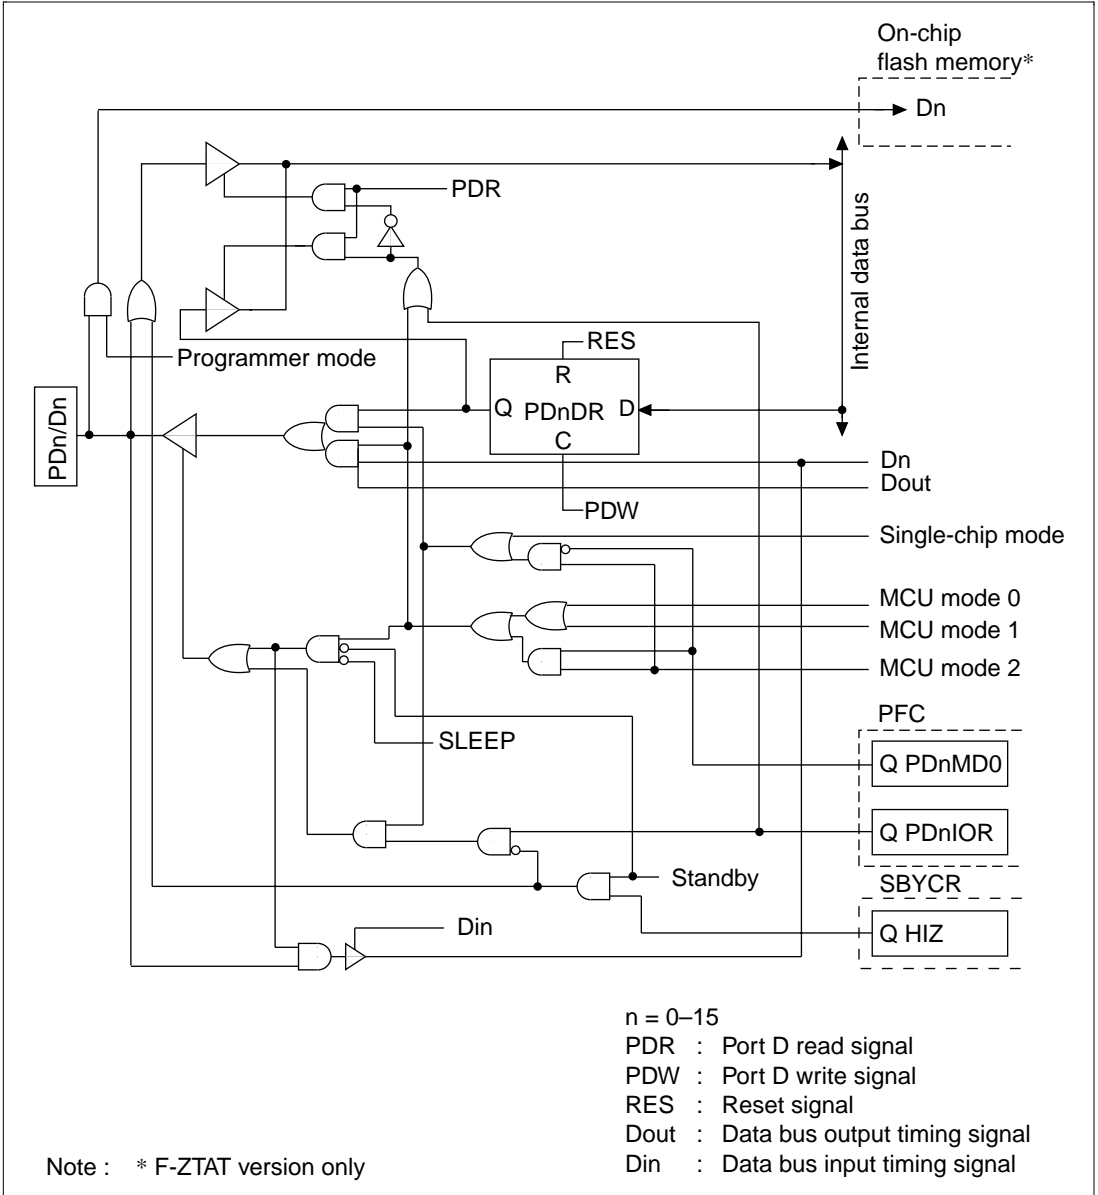 On-chip
flash memory*
Dn
PDR
Internal data bus
Programmer mode
RES
R
Q PDnDR D
C
PDn/Dn
Dn
Dout
PDW
Single-chip mode
MCU mode 0
MCU mode 1
MCU mode 2
PFC
SLEEP
Q PDnMD0
Q PDnIOR
Standby
SBYCR
Din
Q HIZ
n = 0–15
PDR : Port D read signal
PDW : Port D write signal
RES : Reset signal
Dout : Data bus output timing signal
Din : Data bus input timing signal
Note : * F-ZTAT version only